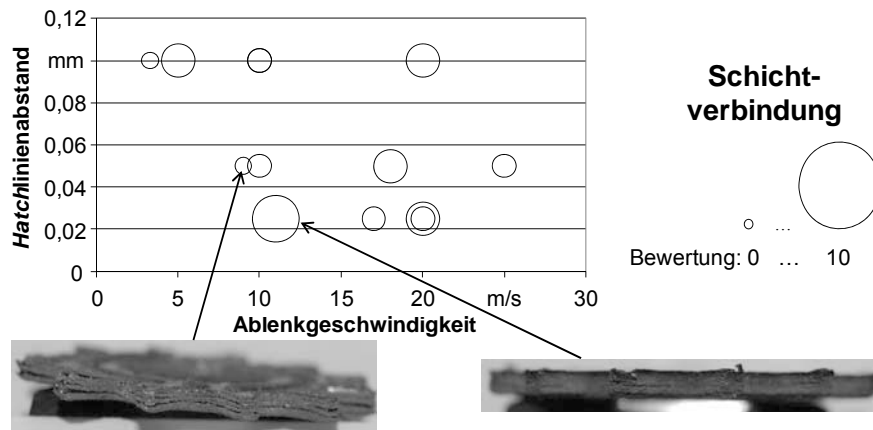 0,12
mm
0,08
0,06
0,04
0,02
0
Hatchlinienabstand
0 5 10 15 20 m/s 30
Ablenkgeschwindigkeit
Schicht-
verbindung
...
Bewertung: 0 ... 10